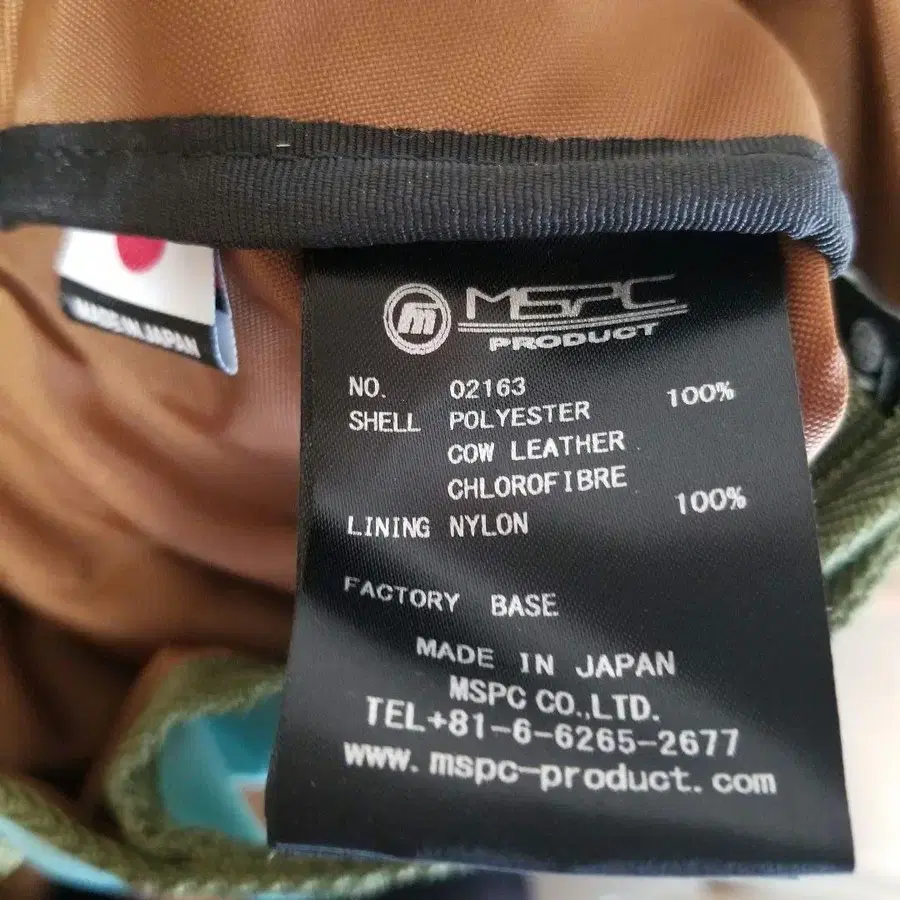 MADE IN JAPAN
m MSPC
PRODUCT
NO. 02163
SHELL POLYESTER 100%
COW LEATHER
CHLOROFIBRE
LINING NYLON 100%
FACTORY BASE
MADE IN JAPAN
MSPC CO.,LTD.
TEL+81-6-6265-2677
www.mspc-product.com